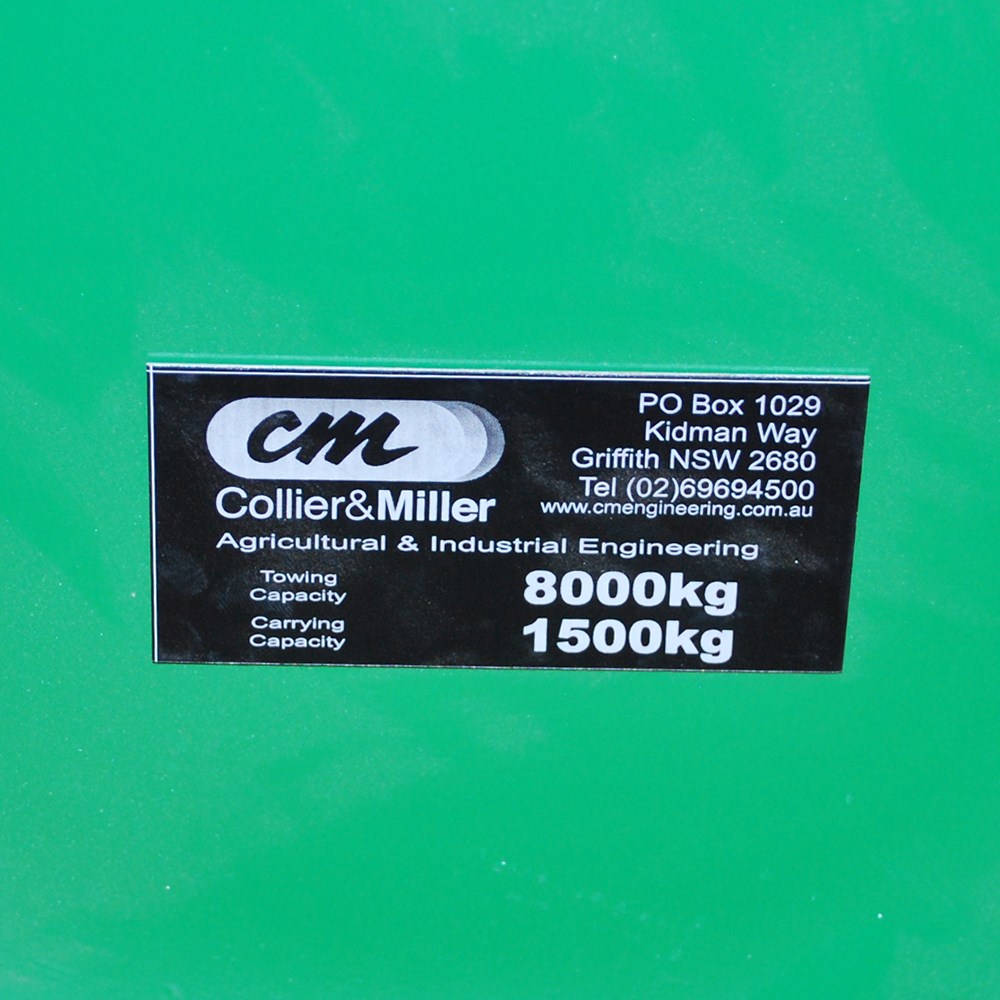 cm
Collier&Miller
PO Box 1029
Kidman Way
Griffith NSW 2680
Tel (02)69694500
www.cmengineering.com.au
Agricultural & Industrial Engineering
Towing
Capacity
8000kg
Carrying
Capacity
1500kg